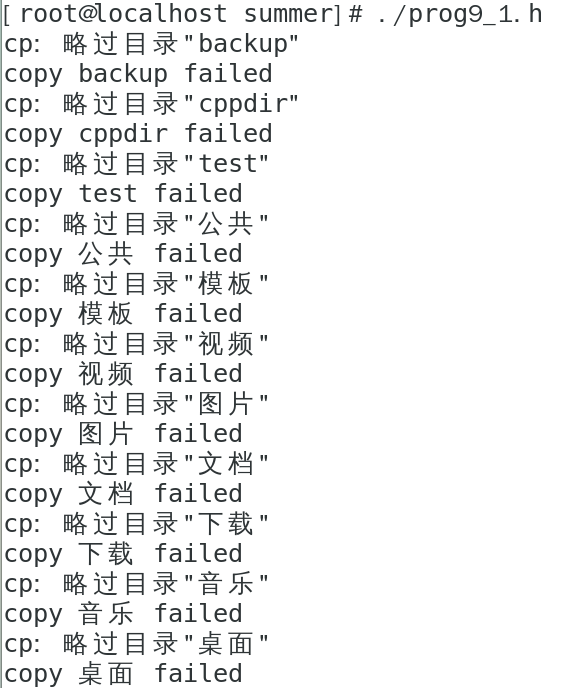 [root@localhost summer]# ./prog9_1.h
cp: 略过目录"backup"
copy backup failed
cp: 略过目录"cppdir"
copy cppdir failed
cp: 略过目录"test"
copy test failed
cp: 略过目录"公共"
copy 公共 failed
cp: 略过目录"模板"
copy 模板 failed
cp: 略过目录"视频"
copy 视频 failed
cp: 略过目录"图片"
copy 图片 failed
cp: 略过目录"文档"
copy 文档 failed
cp: 略过目录"下载"
copy 下载 failed
cp: 略过目录"音乐"
copy 音乐 failed
cp: 略过目录"桌面"
copy 桌面 failed